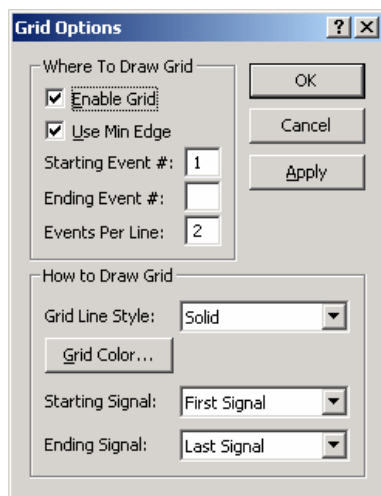 Grid Options
Where To Draw Grid
Enable Grid
Use Min Edge
Starting Event #: 1
Ending Event #:
Events Per Line: 2
OK
Cancel
Apply
How to Draw Grid
Grid Line Style: Solid
Grid Color...
Starting Signal: First Signal
Ending Signal: Last Signal